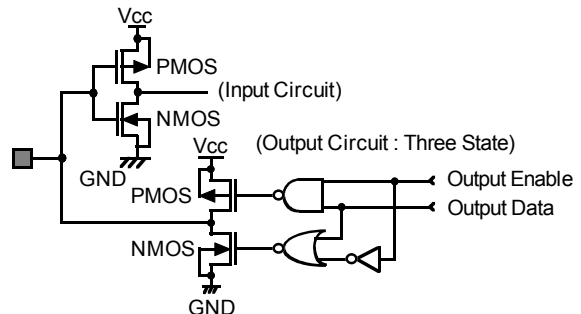 Vcc
PMOS
(Input Circuit)
NMOS
Vcc
(Output Circuit : Three State)
GND
Output Enable
PMOS
Output Data
NMOS
GND